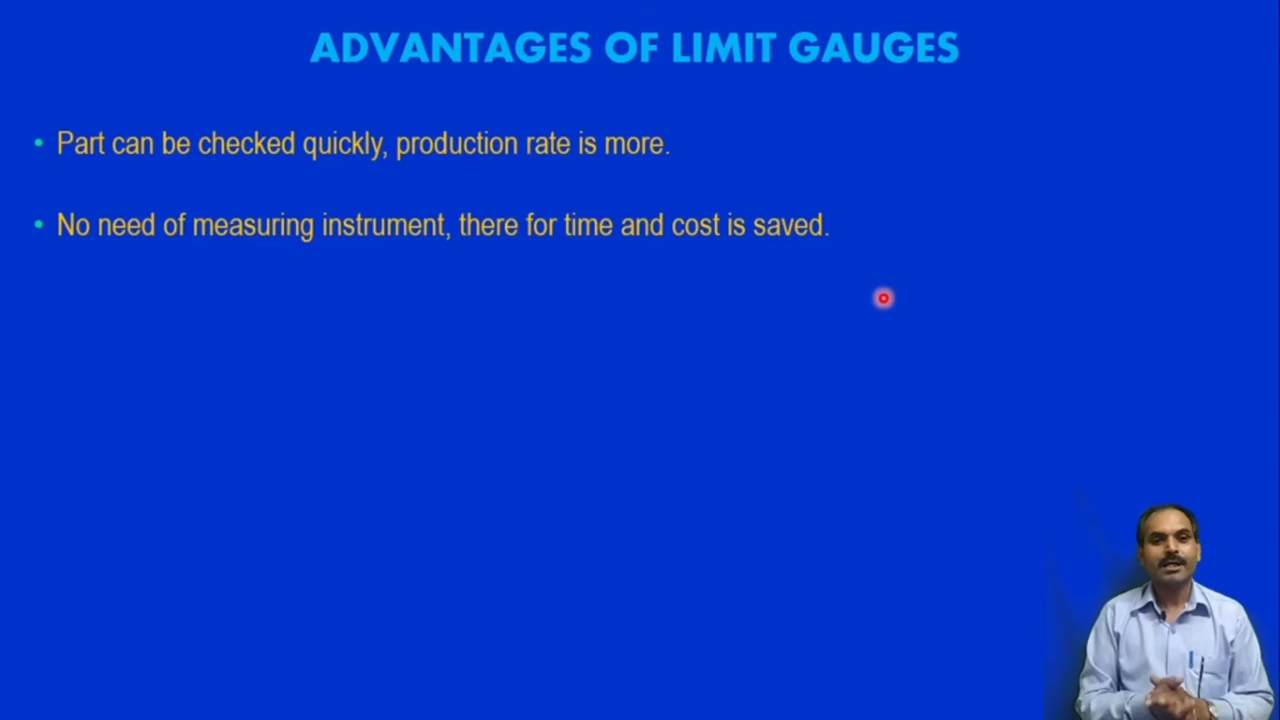 ADVANTAGES OF LIMIT GAUGES
• Part can be checked quickly, production rate is more.
• No need of measuring instrument, there for time and cost is saved.